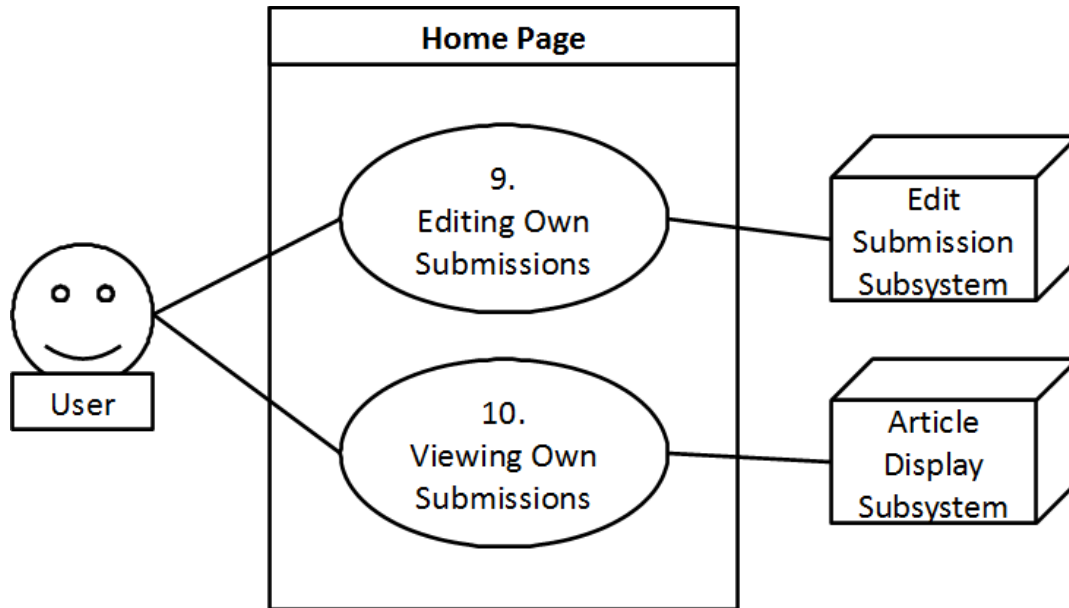 Home Page
9.
Editing Own
Submissions
Edit
Submission
Subsystem
User
10.
Viewing Own
Submissions
Article
Display
Subsystem